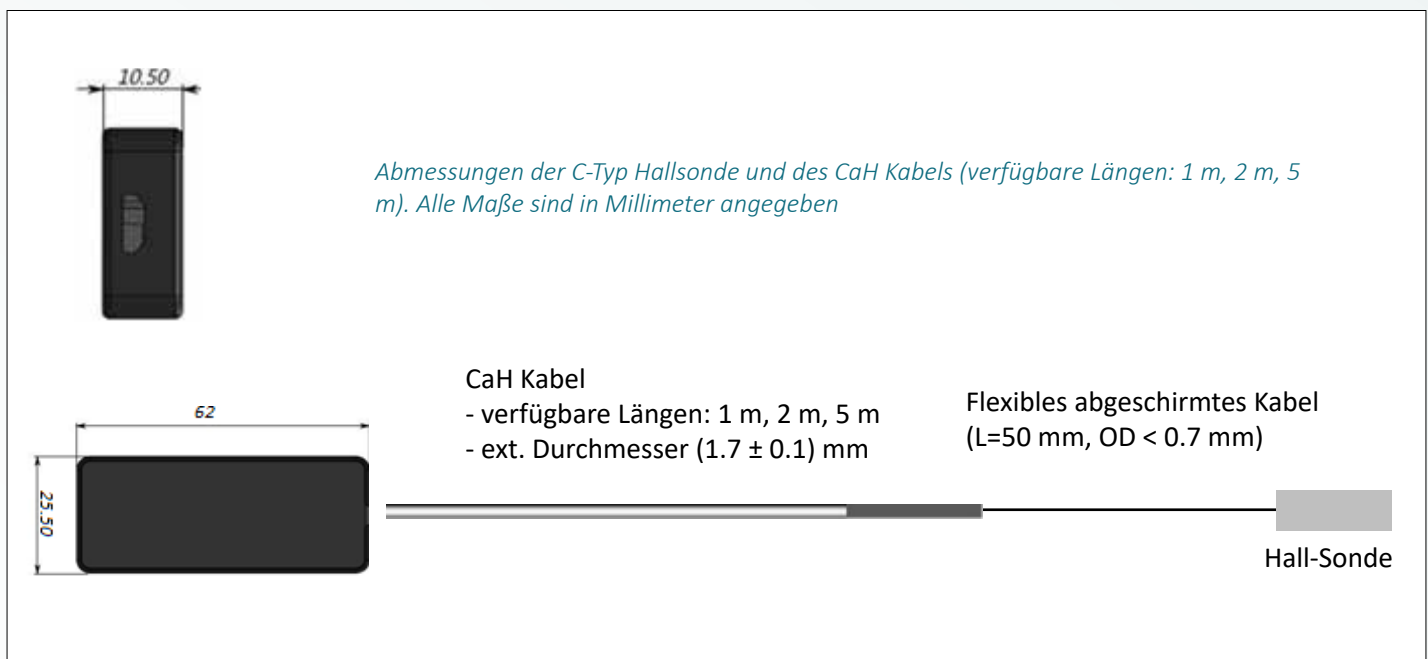 10.50
Abmessungen der C-Typ Hallsonde und des CaH Kabels (verfügbare Längen: 1 m, 2 m, 5
m). Alle Maße sind in Millimeter angegeben
CaH Kabel
- verfügbare Längen: 1 m, 2 m, 5 m
- ext. Durchmesser (1.7 ± 0.1) mm
Flexibles abgeschirmtes Kabel
(L=50 mm, OD < 0.7 mm)
62
25.50
Hall-Sonde